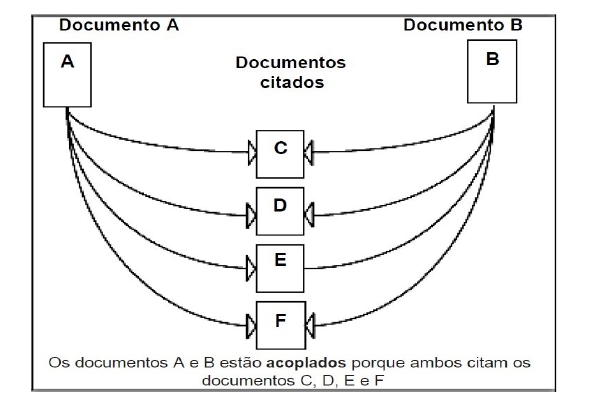 Documento A
Documento B
A
Documentos
citados
B
C
D
E
F
Os documentos A e B estão acoplados porque ambos citam os
documentos C, D, E e F